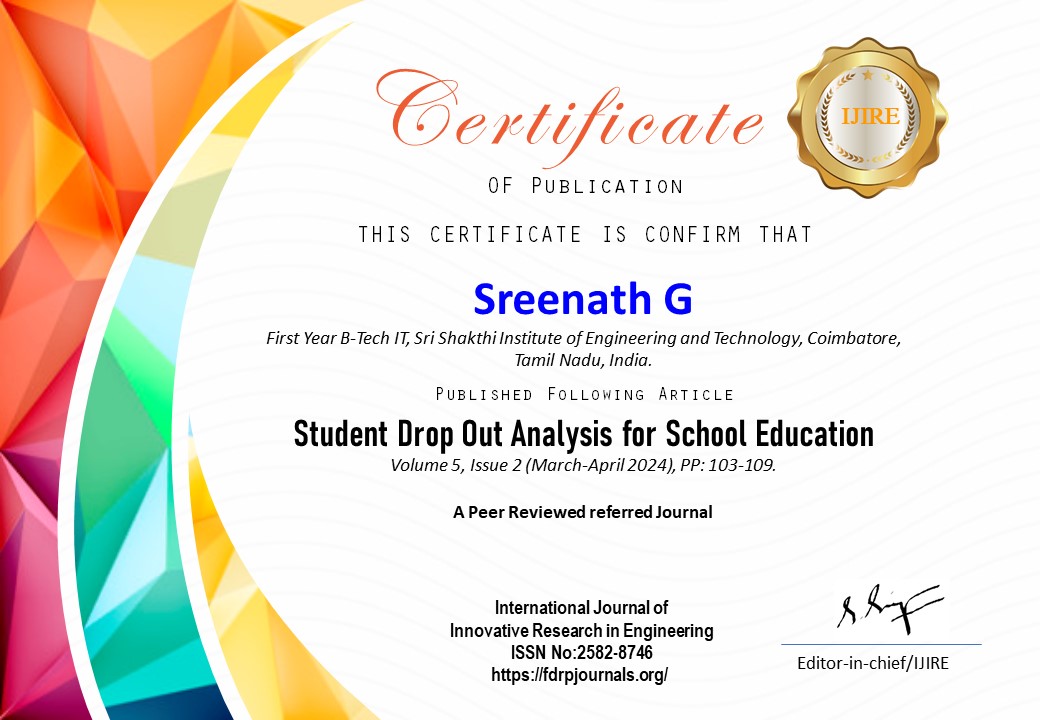 Certificate
IJIRE
OF PUBLICATION
THIS CERTIFICATE IS CONFIRM THAT
Sreenath G
First Year B-Tech IT, Sri Shakthi Institute of Engineering and Technology, Coimbatore,
Tamil Nadu, India.
PUBLISHED FOLLOWING ARTICLE
Student Drop Out Analysis for School Education
Volume 5, Issue 2 (March-April 2024), PP: 103-109.
A Peer Reviewed referred Journal
International Journal of
Innovative Research in Engineering
ISSN No:2582-8746
https://fdrpjournals.org/
Editor-in-chief/IJIRE